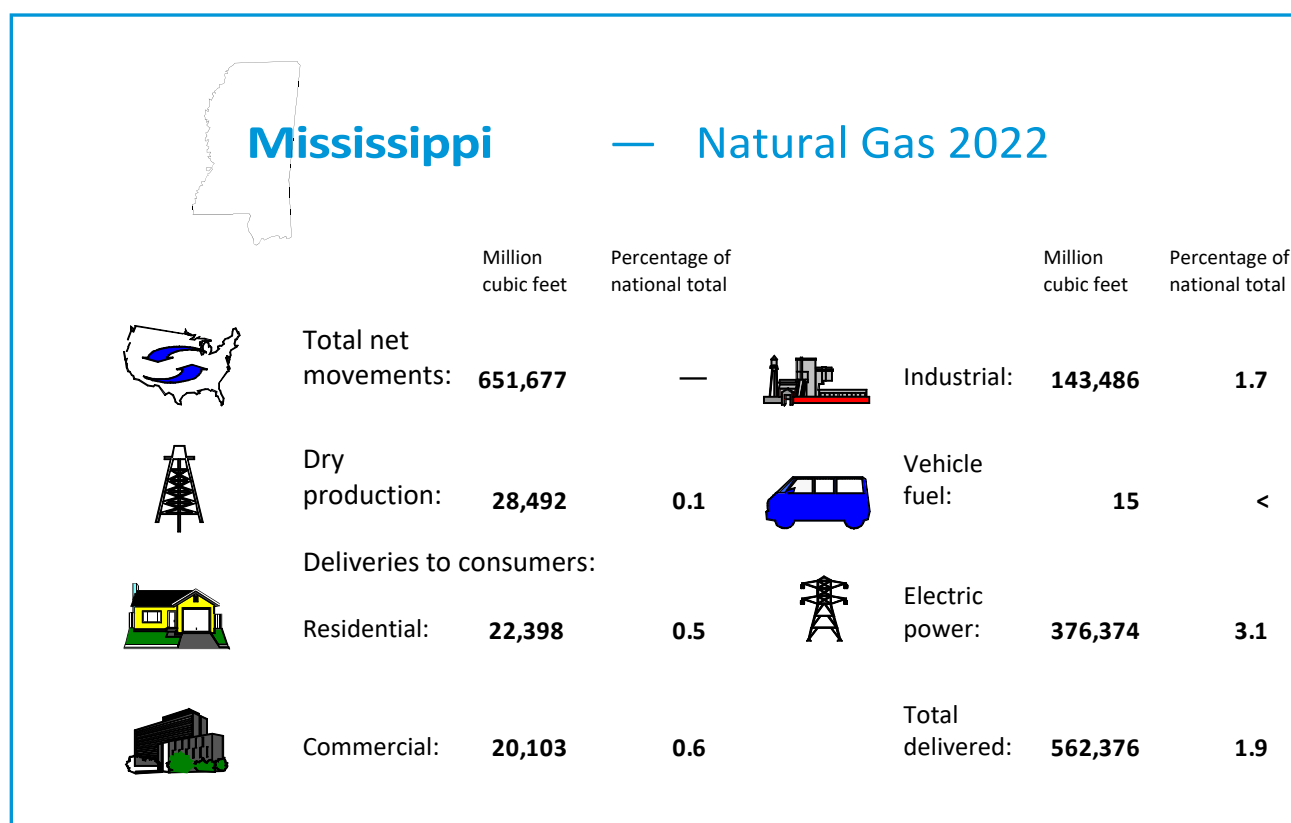 Mississippi — Natural Gas 2022
Million Percentage of Million Percentage of
cubic feet national total cubic feet national total
Total net
movements: 651,677 —
Industrial: 143,486 1.7
Dry
production: 28,492 0.1
Vehicle
fuel: 15 <
Deliveries to consumers:
Residential: 22,398 0.5
Electric
power: 376,374 3.1
Commercial: 20,103 0.6
Total
delivered: 562,376 1.9